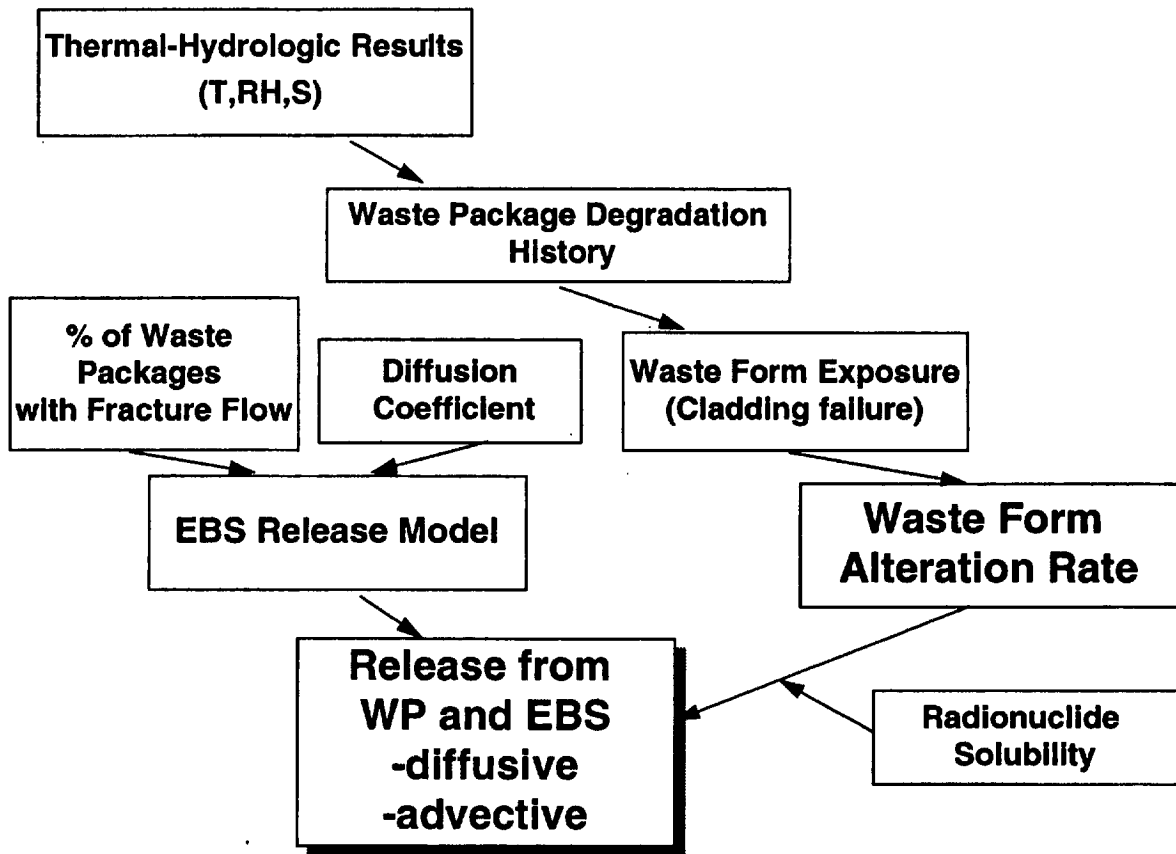 Thermal-Hydrologic Results
(T,RH,S)
Waste Package Degradation
History
% of Waste
Packages
with Fracture Flow
Diffusion
Coefficient
Waste Form Exposure
(Cladding failure)
EBS Release Model
Waste Form
Alteration Rate
Release from
WP and EBS
-diffusive
-advective
Radionuclide
Solubility